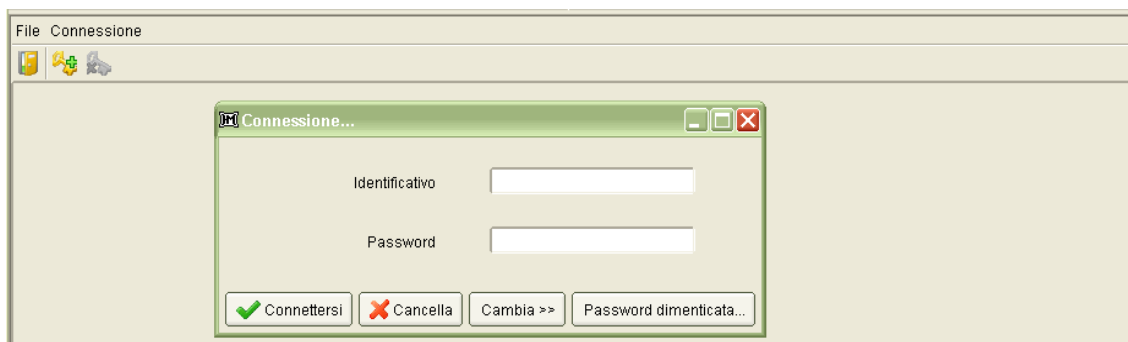 File Connessione
Connessione...
Identificativo
Password
Connettersi Cancella Cambia >> Password dimenticata...